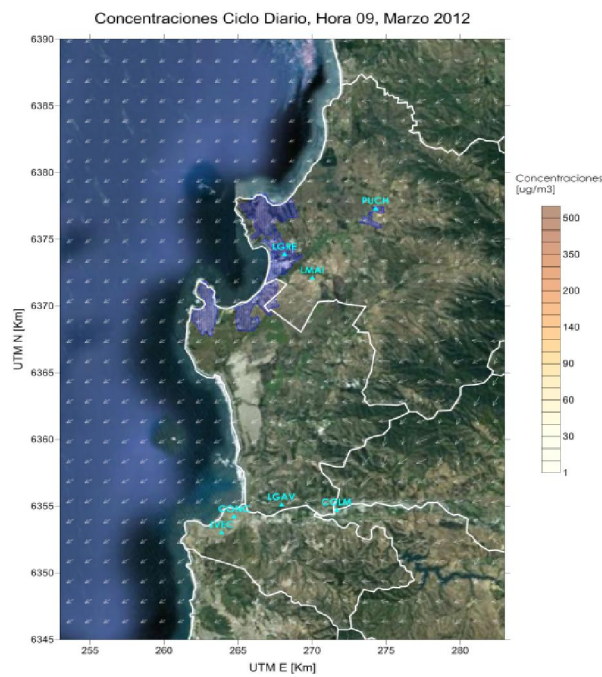 Concentraciones Ciclo Diario, Hora 09, Marzo 2012
6390
6385
6380
6375
6370
6365
6360
6355
6350
6345
UTM N [Km]
PUCH
LGRE
LMAI
LGAV
COLM
255
260
265
270
275
280
UTM E [Km]
Concentraciones
[ug/m3]
500
350
200
140
90
60
30
1